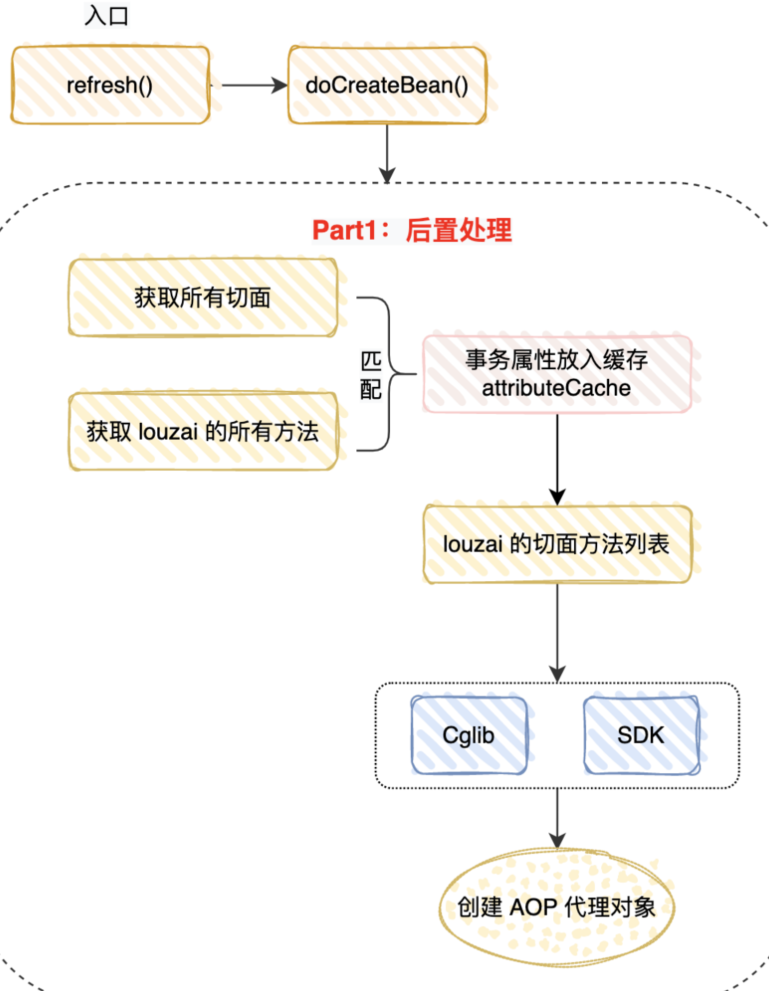 入口
refresh()
doCreateBean()
Part1：后置处理
获取所有切面
匹
配
事务属性放入缓存
attributeCache
获取 louzai 的所有方法
louzai 的切面方法列表
Cglib
SDK
创建 AOP 代理对象